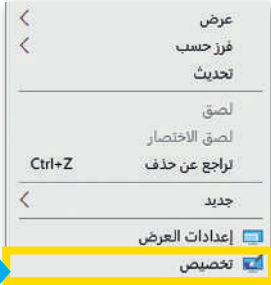 عرض
فرز حسب
تحديث
لصق
لصق الاختصار
تراجع عن حذف Ctrl+Z
جديد
إعدادات العرض
تخصيص